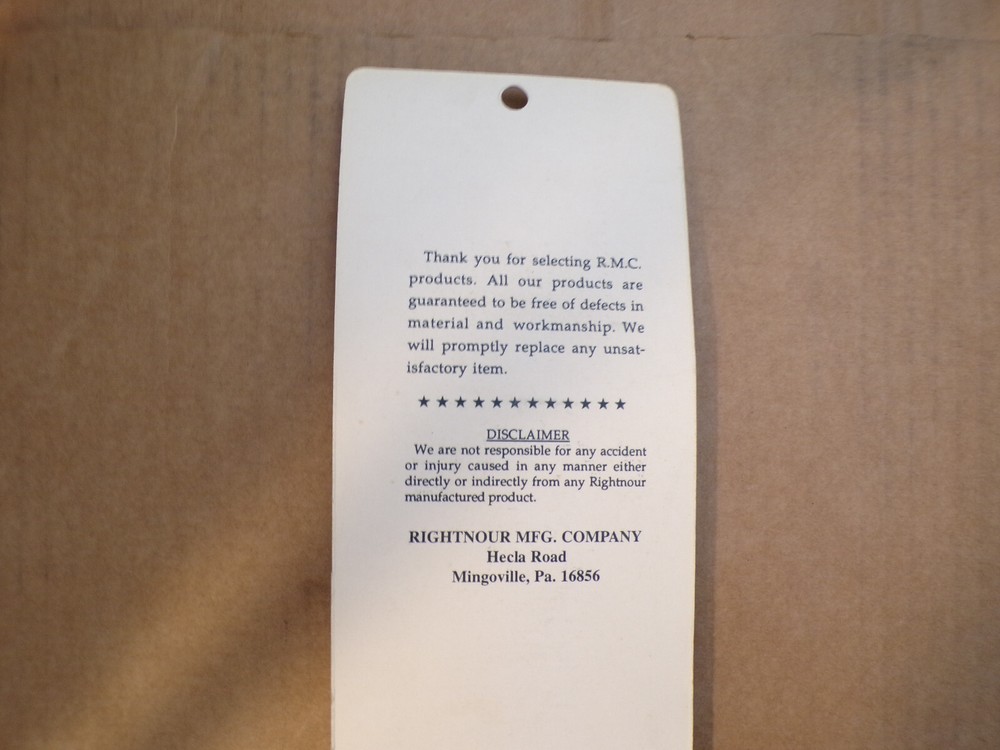 Thank you for selecting R.M.C.
products. All our products are
guaranteed to be free of defects in
material and workmanship. We
will promptly replace any unsat-
isfactory item.
★ ★ ★ ★ ★ ★ ★ ★ ★ ★ ★ ★
DISCLAIMER
We are not responsible for any accident
or injury caused in any manner either
directly or indirectly from any Rightnour
manufactured product.
RIGHTNOUR MFG. COMPANY
Hecla Road
Mingoville, Pa. 16856